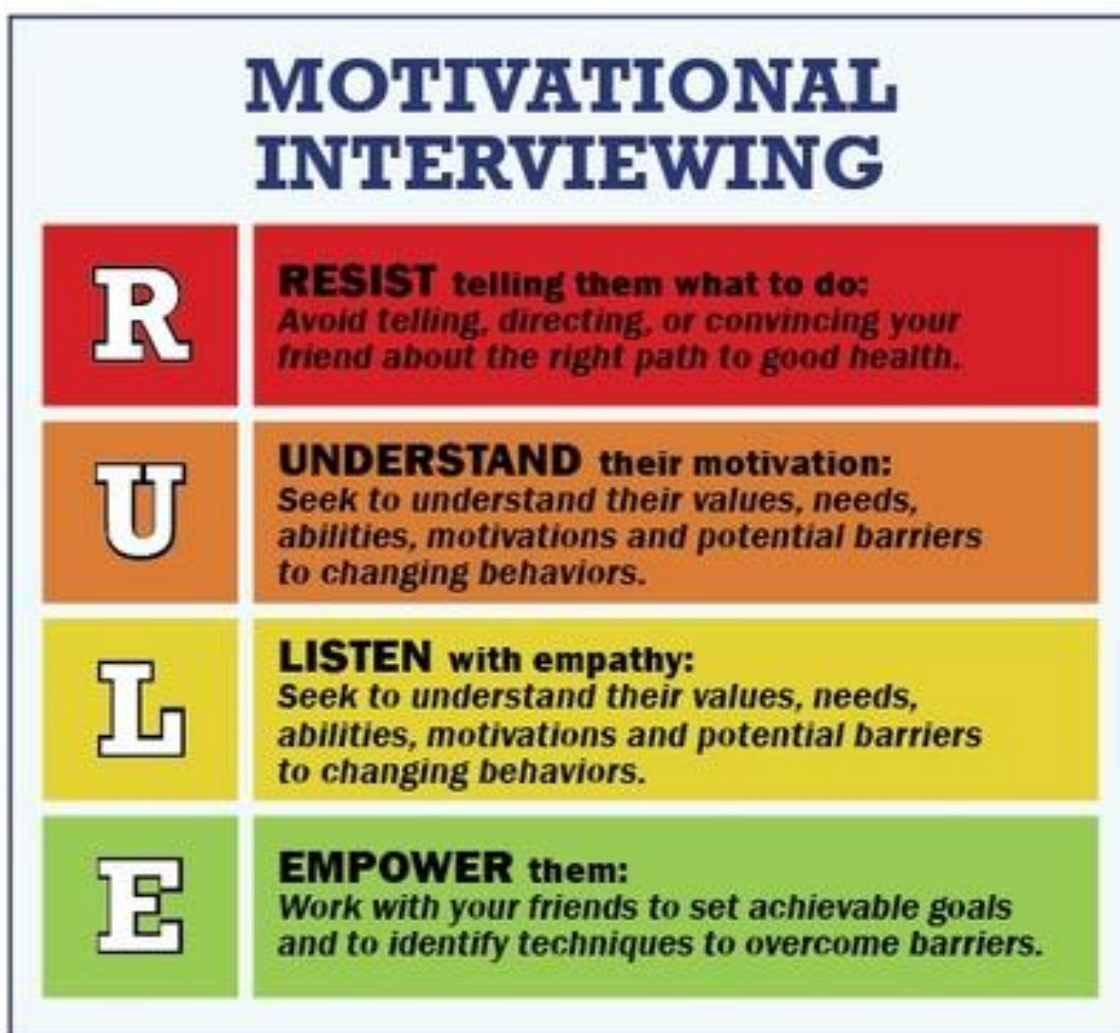 MOTIVATIONAL
INTERVIEWING
R
RESIST telling them what to do:
Avoid telling, directing, or convincing your
friend about the right path to good health.
U
UNDERSTAND their motivation:
Seek to understand their values, needs,
abilities, motivations and potential barriers
to changing behaviors.
L
LISTEN with empathy:
Seek to understand their values, needs,
abilities, motivations and potential barriers
to changing behaviors.
E
EMPOWER them:
Work with your friends to set achievable goals
and to identify techniques to overcome barriers.